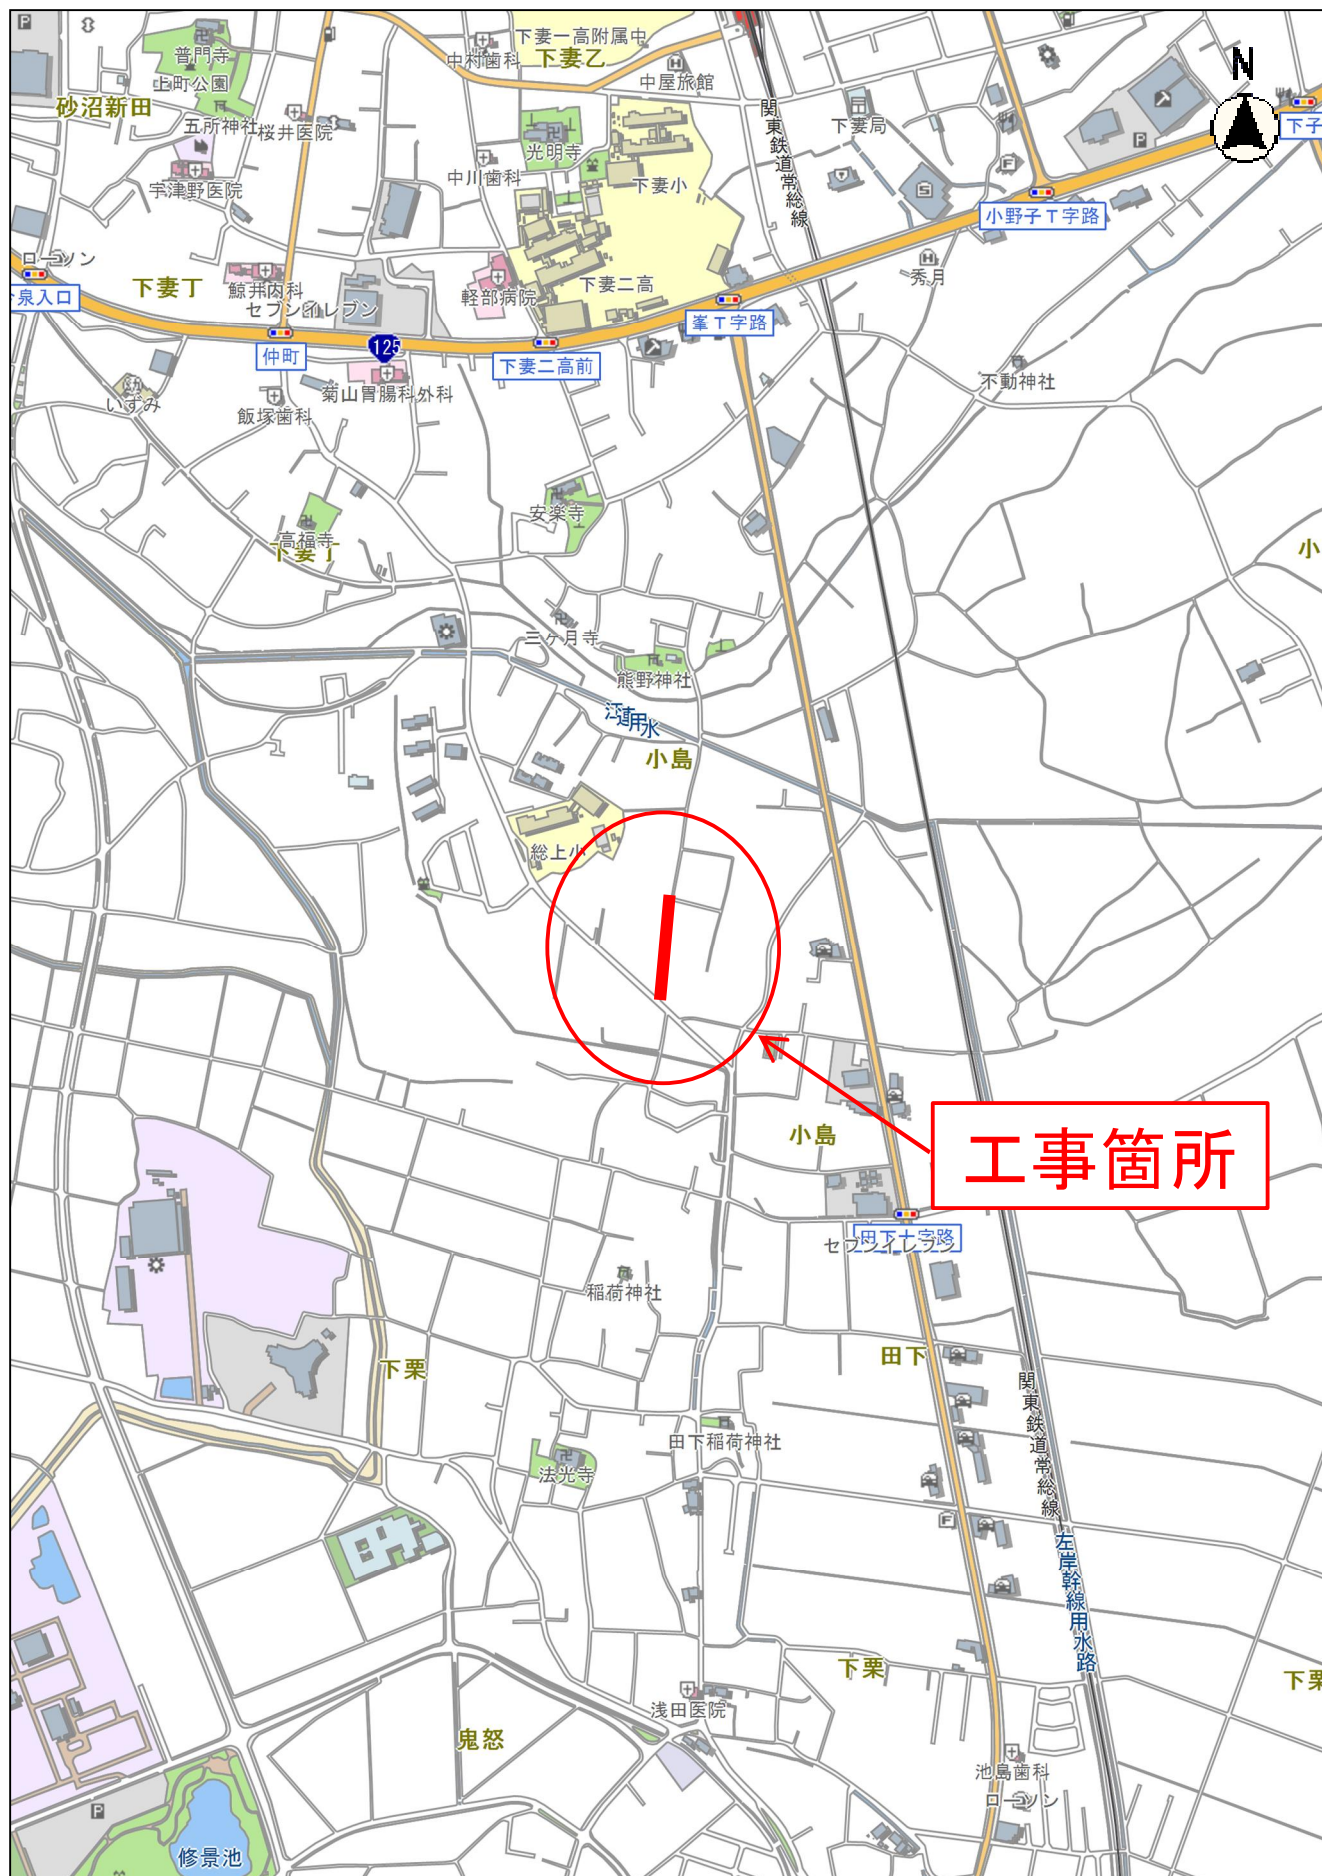 下妻一高附属中
下妻乙
普門寺
中村歯科
上町公園
中屋旅館
N
砂沼新田
五所神社
桜井医院
関東鉄道常総線
下妻局
下子
光明寺
中川歯科
下妻小
宇津野医院
小野子T字路
ローソン
秀月
下妻丁
鯨井内科
軽部病院
下妻二高
泉入口
セブンイレブン
峯T字路
125
仲町
下妻二高前
不動神社
いずみ
菊山胃腸科外科
飯塚歯科
安楽寺
高福寺
下妻丁
小
三ヶ月寺
熊野神社
江連用水
小島
総上小
小島
工事箇所
田下十字路
セブンイレブン
稲荷神社
田下
下栗
関東鉄道常総線
田下稲荷神社
法光寺
左岸幹線用水路
下栗
下栗
浅田医院
鬼怒
池島歯科
ローソン
修景池